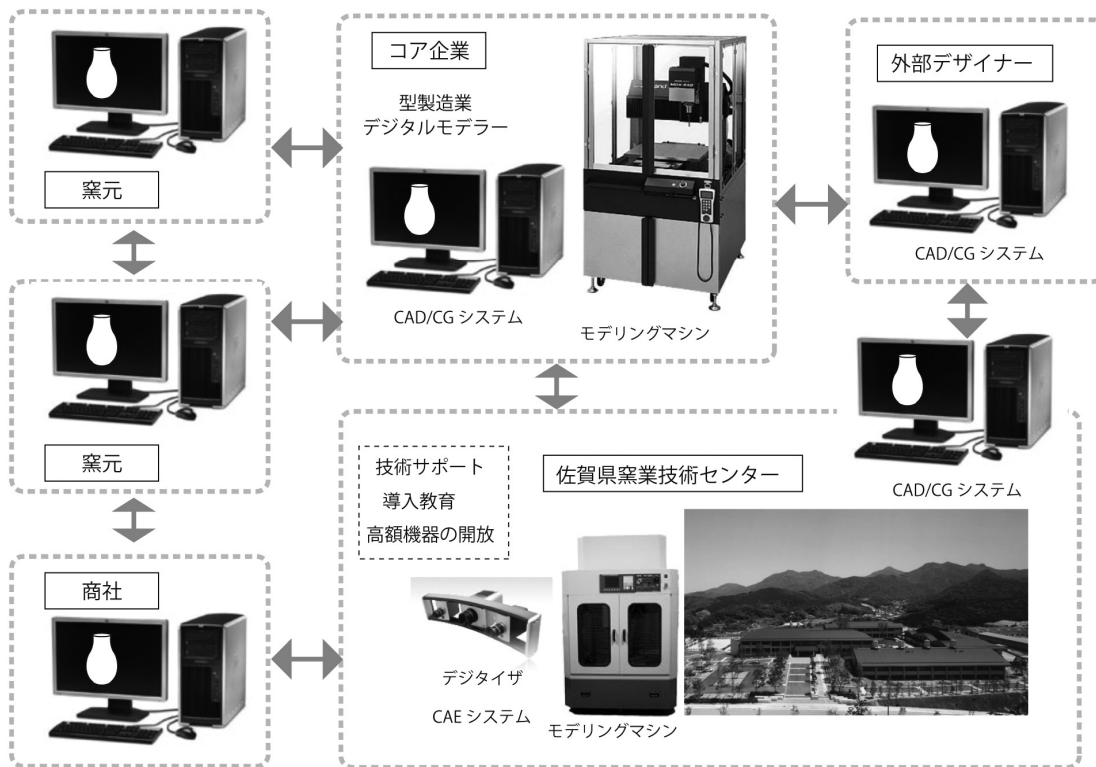 窯元
窯元
商社
コア企業
型製造業
デジタルモデラー
CAD/CG システム
モデリングマシン
外部デザイナー
CAD/CG システム
CAD/CG システム
技術サポート
導入教育
高額機器の開放
佐賀県窯業技術センター
デジタイザ
CAE システム
モデリングマシン